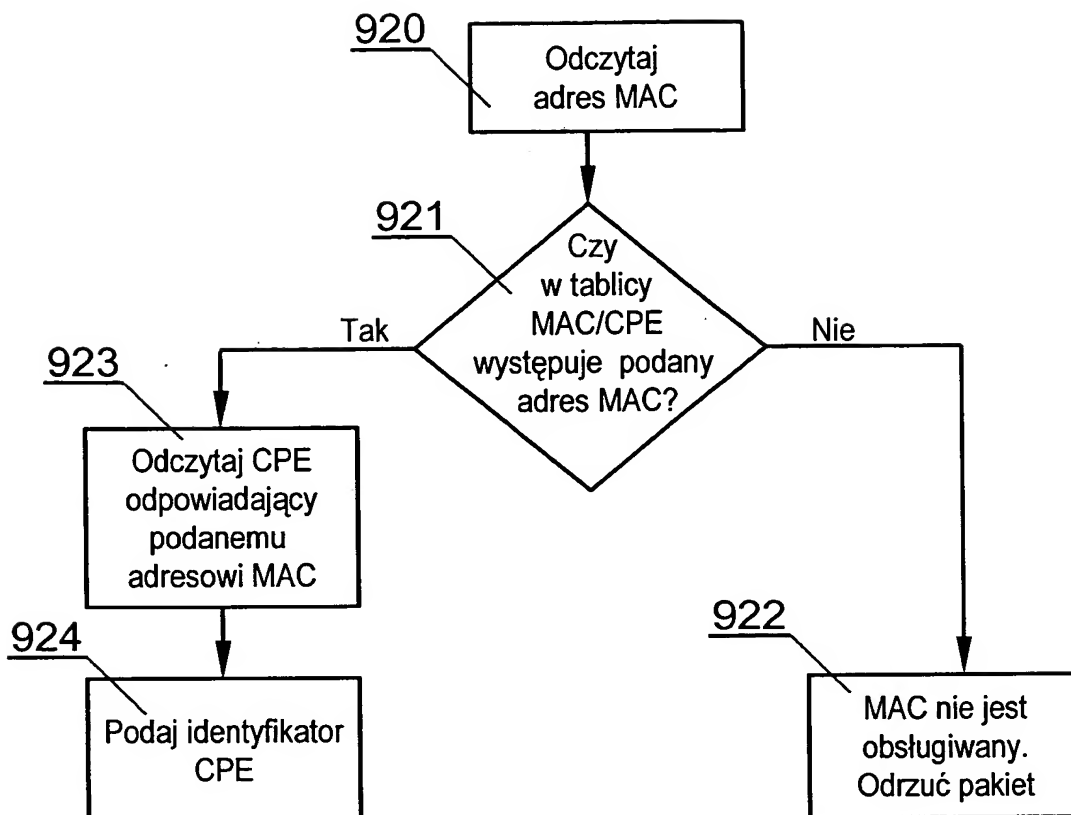 920
Odczytaj
adres MAC
921
Czy
w tablicy
MAC/CPE
występuje podany
adres MAC?
Tak
Nie
923
Odczytaj CPE
odpowiadający
podanemu
adresowi MAC
924
Podaj identyfikator
CPE
922
MAC nie jest
obsługiwany.
Odrzuć pakiet